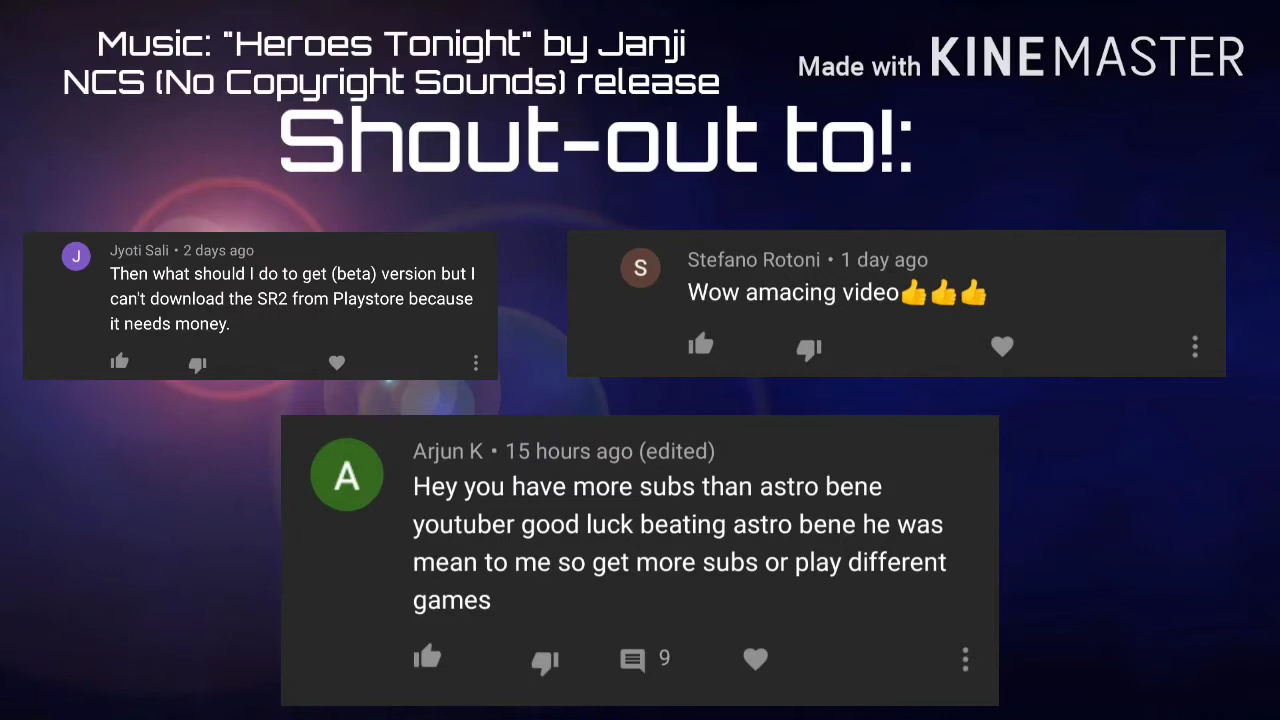 Music: "Heroes Tonight" by Janji
NCS (No Copyright Sounds) release
Made with KINEMASTER
Shout-out to!:
J
Jyoti Sali • 2 days ago
Then what should I do to get (beta) version but I
can't download the SR2 from Playstore because
it needs money.
S
Stefano Rotoni • 1 day ago
Wow amacing video👍👍👍
A
Arjun K • 15 hours ago (edited)
Hey you have more subs than astro bene
youtuber good luck beating astro bene he was
mean to me so get more subs or play different
games
9